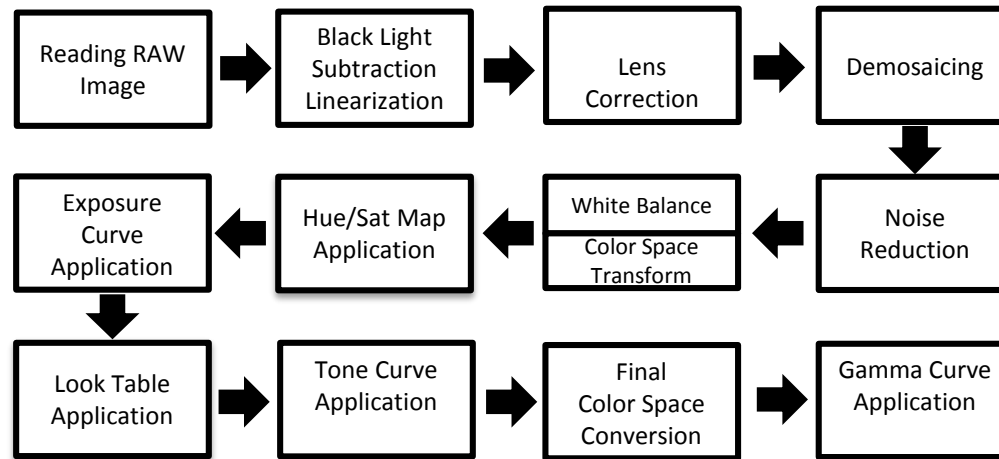 Reading RAW
Image
Black Light
Subtraction
Linearization
Lens
Correction
Demosaicing
Noise
Reduction
White Balance
Color Space
Transform
Hue/Sat Map
Application
Exposure
Curve
Application
Look Table
Application
Tone Curve
Application
Final
Color Space
Conversion
Gamma Curve
Application